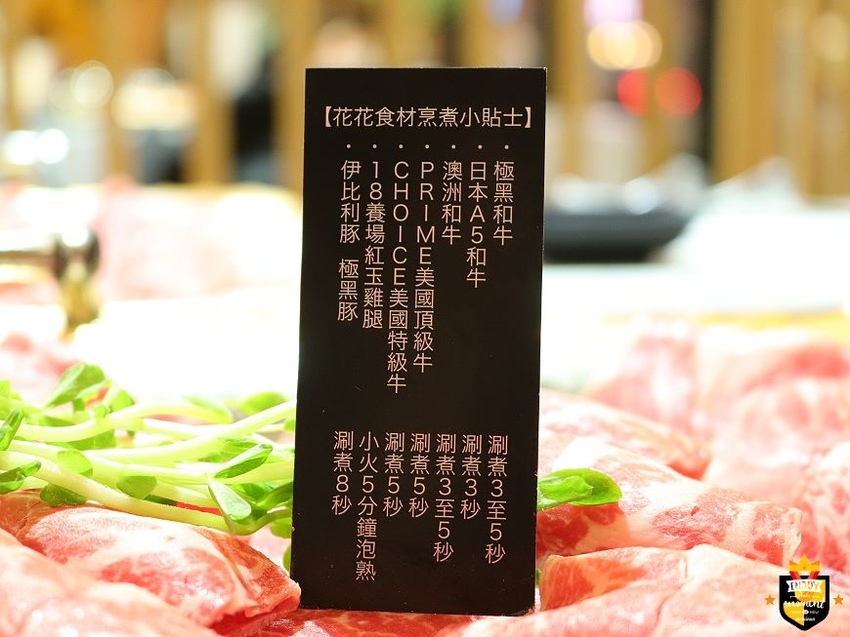 【花花食材烹煮小貼士】
・極黑和牛 涮煮3至5秒
・日本A5和牛 涮煮3秒
・澳洲和牛 涮煮3至5秒
・PRIME美國頂級牛 涮煮5秒
・CHOICE美國特級牛 涮煮5秒
・18養場紅玉雞腿 小火5分鐘泡熟
・伊比利豚 極黑豚 涮煮8秒
moment